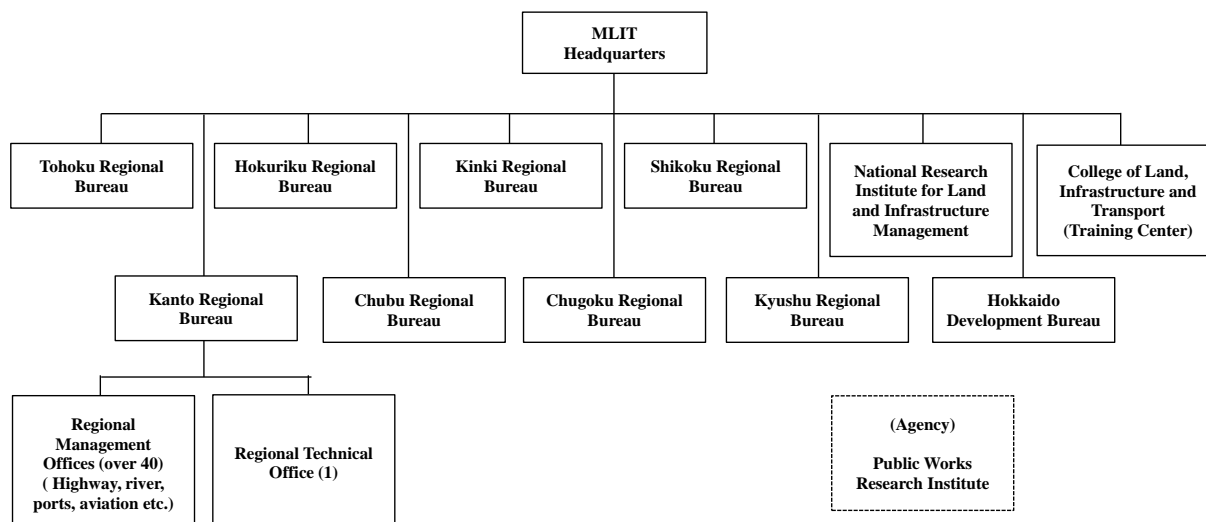 MLIT
Headquarters
Tohoku Regional
Bureau
Hokuriku Regional
Bureau
Kinki Regional
Bureau
Shikoku Regional
Bureau
National Research
Institute for Land
and Infrastructure
Management
College of Land,
Infrastructure and
Transport
(Training Center)
Kanto Regional
Bureau
Chubu Regional
Bureau
Chugoku Regional
Bureau
Kyushu Regional
Bureau
Hokkaido
Development Bureau
Regional
Management
Offices (over 40)
( Highway, river,
ports, aviation etc.)
Regional Technical
Office (1)
(Agency)
Public Works
Research Institute